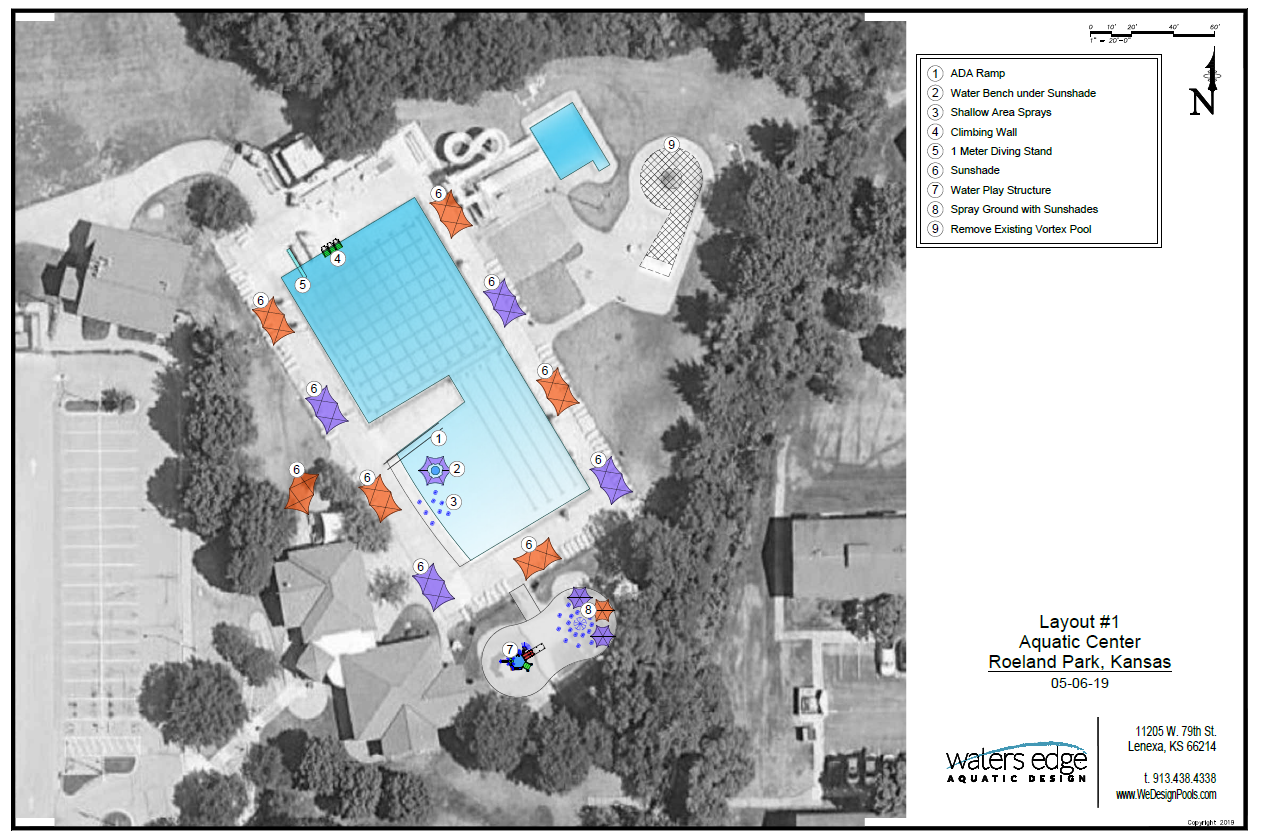 0 10' 20' 40' 60'
1" = 20'-0"
N
1 ADA Ramp
2 Water Bench under Sunshade
3 Shallow Area Sprays
4 Climbing Wall
5 1 Meter Diving Stand
6 Sunshade
7 Water Play Structure
8 Spray Ground with Sunshades
9 Remove Existing Vortex Pool
9
6
4
5
6
6
6
6
6
1
6
6
2
6
3
6
6
8
7
Layout #1
Aquatic Center
Roeland Park, Kansas
05-06-19
waters edge
AQUATIC DESIGN
11205 W. 79th St.
Lenexa, KS 66214
t. 913.438.4338
www.WeDesignPools.com
Copyright 2019